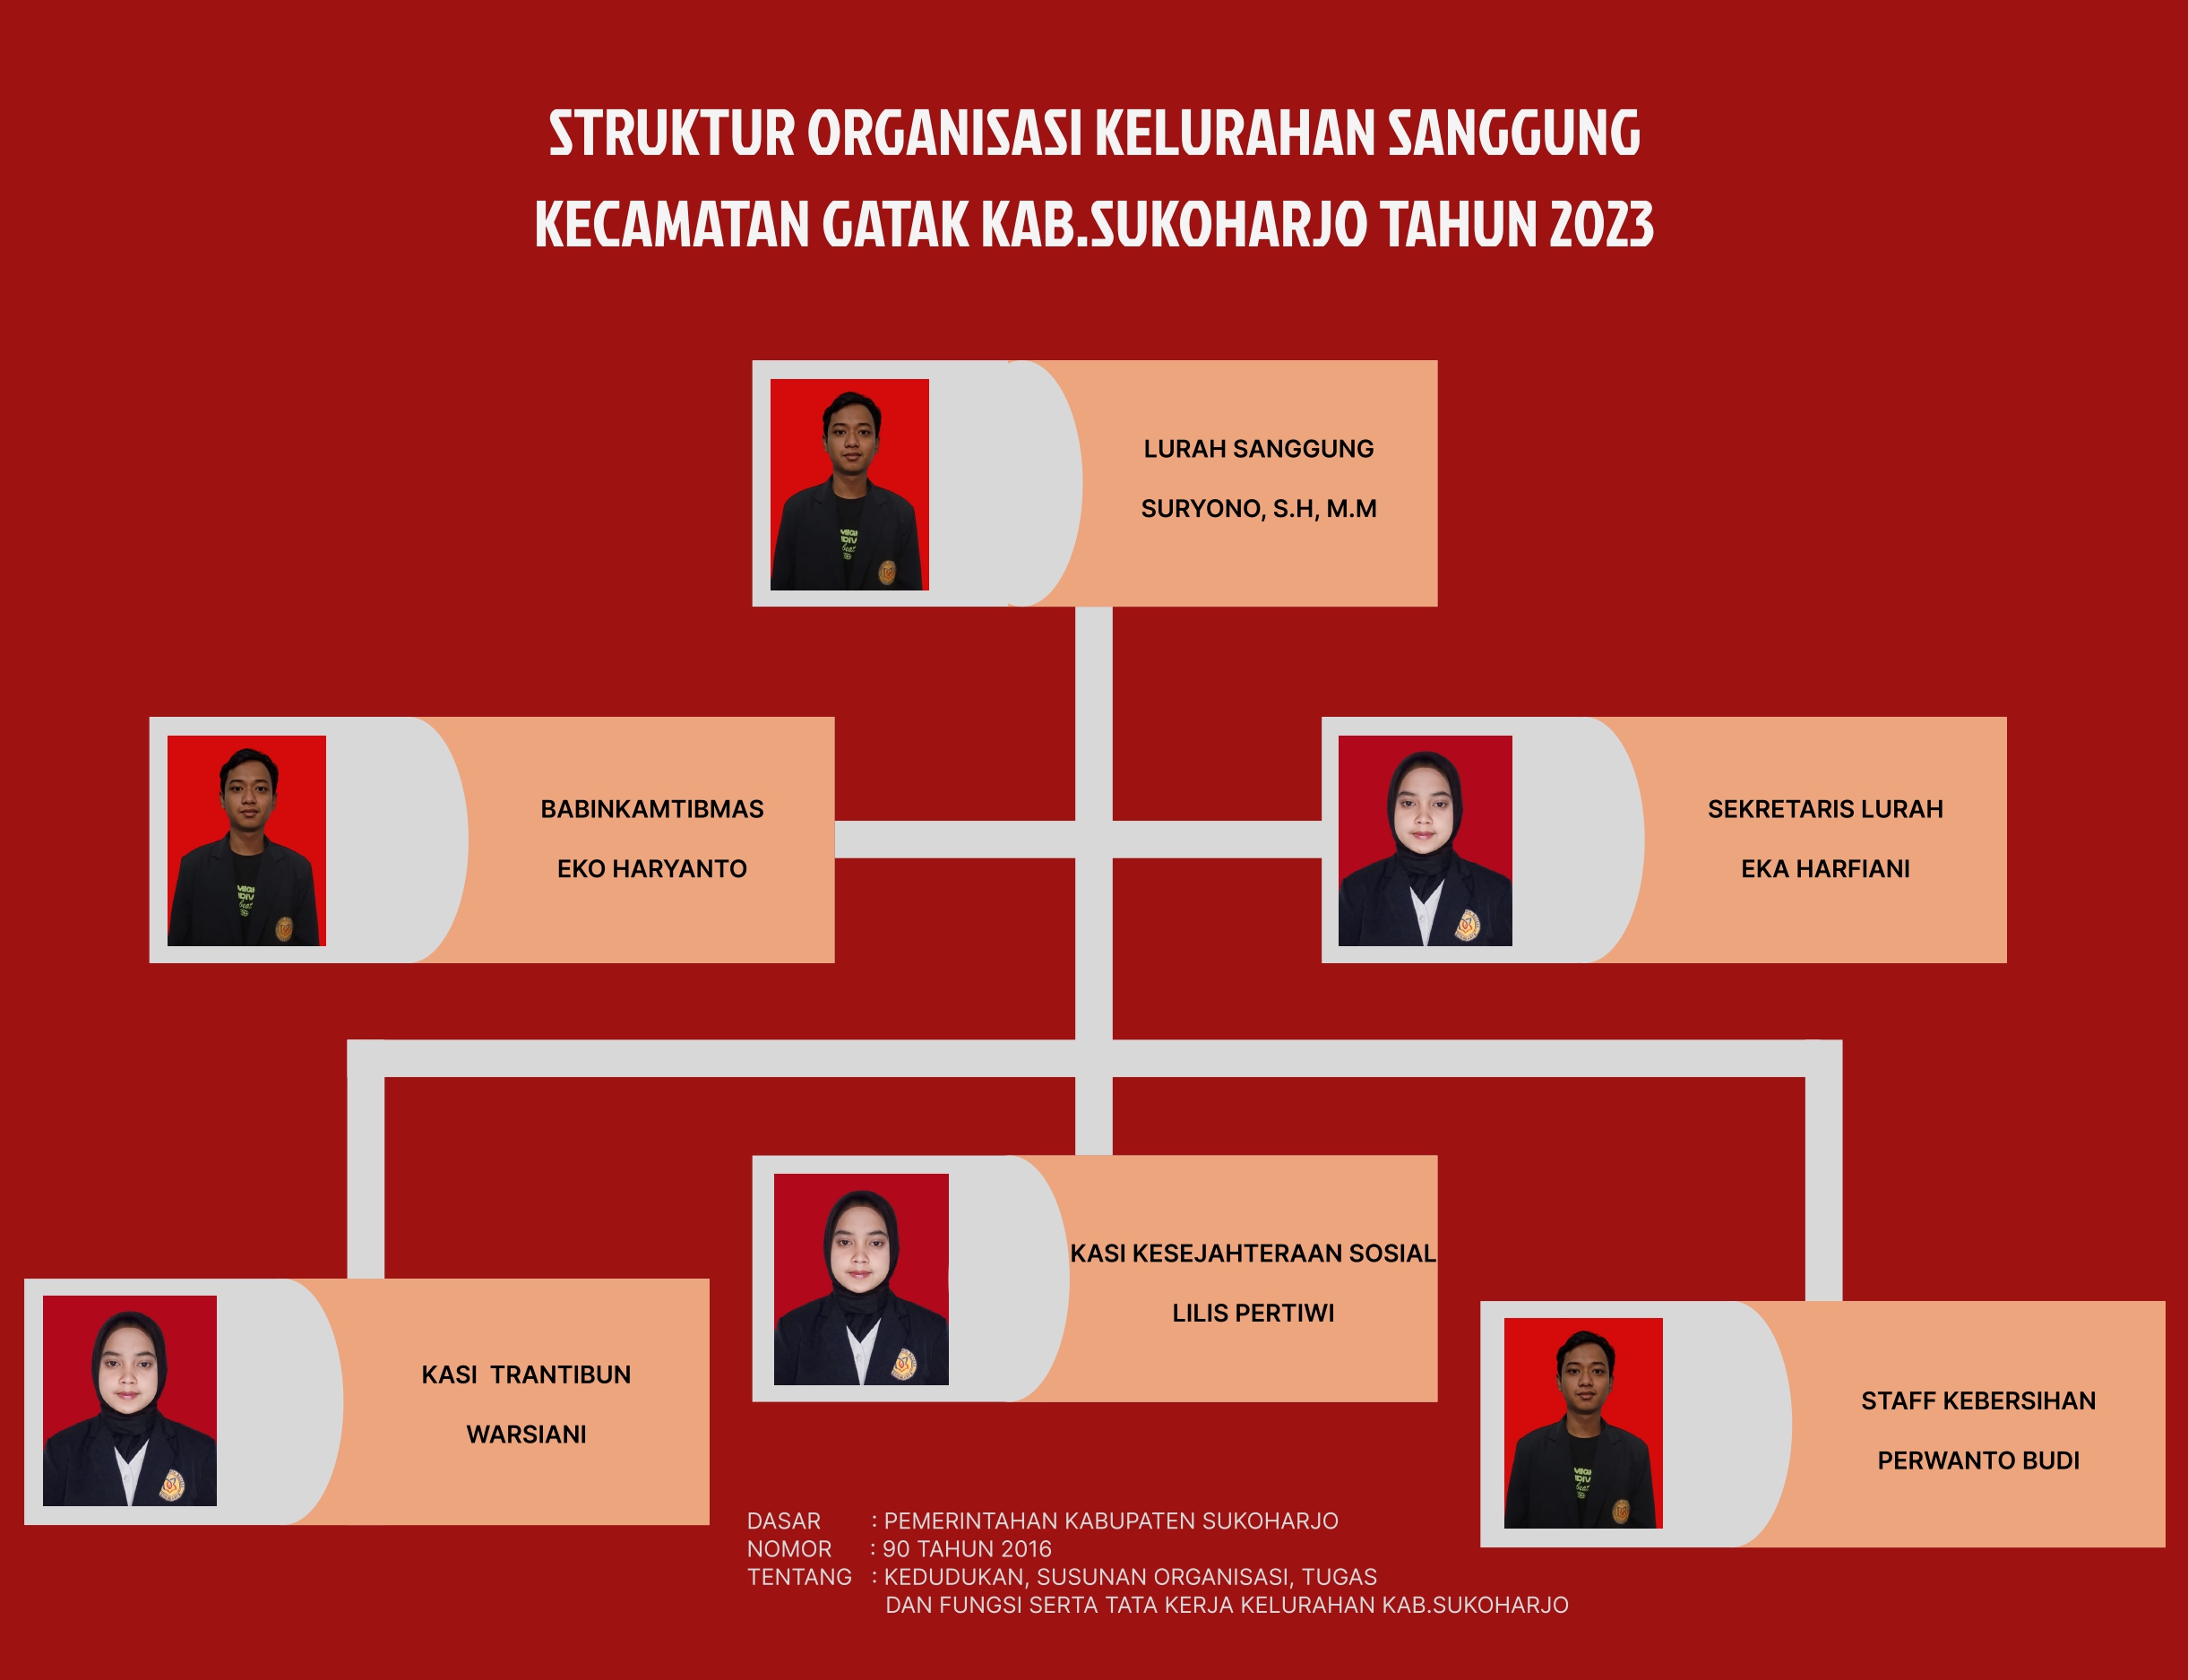 STRUKTUR ORGANISASI KELURAHAN SANGGUNG
KECAMATAN GATAK KAB.SUKOHARJO TAHUN 2023
LURAH SANGGUNG
SURYONO, S.H, M.M
BABINKAMTIBMAS
EKO HARYANTO
SEKRETARIS LURAH
EKA HARFIANI
KASI TRANTIBUN
WARSIANI
KASI KESEJAHTERAAN SOSIAL
LILIS PERTIWI
STAFF KEBERSIHAN
PERWANTO BUDI
DASAR : PEMERINTAHAN KABUPATEN SUKOHARJO
NOMOR : 90 TAHUN 2016
TENTANG : KEDUDUKAN, SUSUNAN ORGANISASI, TUGAS
DAN FUNGSI SERTA TATA KERJA KELURAHAN KAB.SUKOHARJO